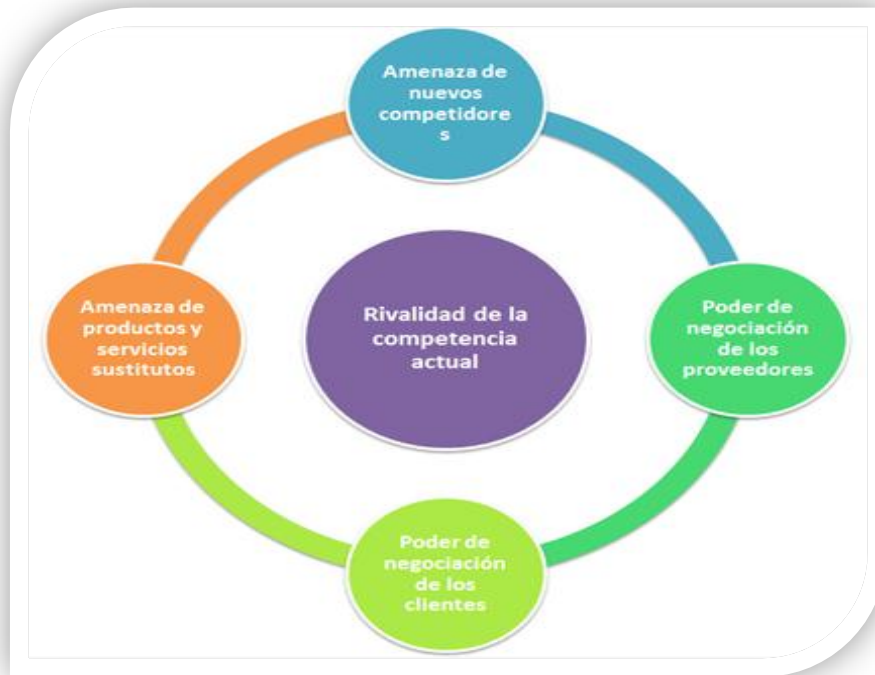 Amenaza de
nuevos
competidore
s
Amenaza de
productos y
servicios
sustitutos
Rivalidad de la
competencia
actual
Poder de
negociación
de los
proveedores
Poder de
negociación
de los
clientes